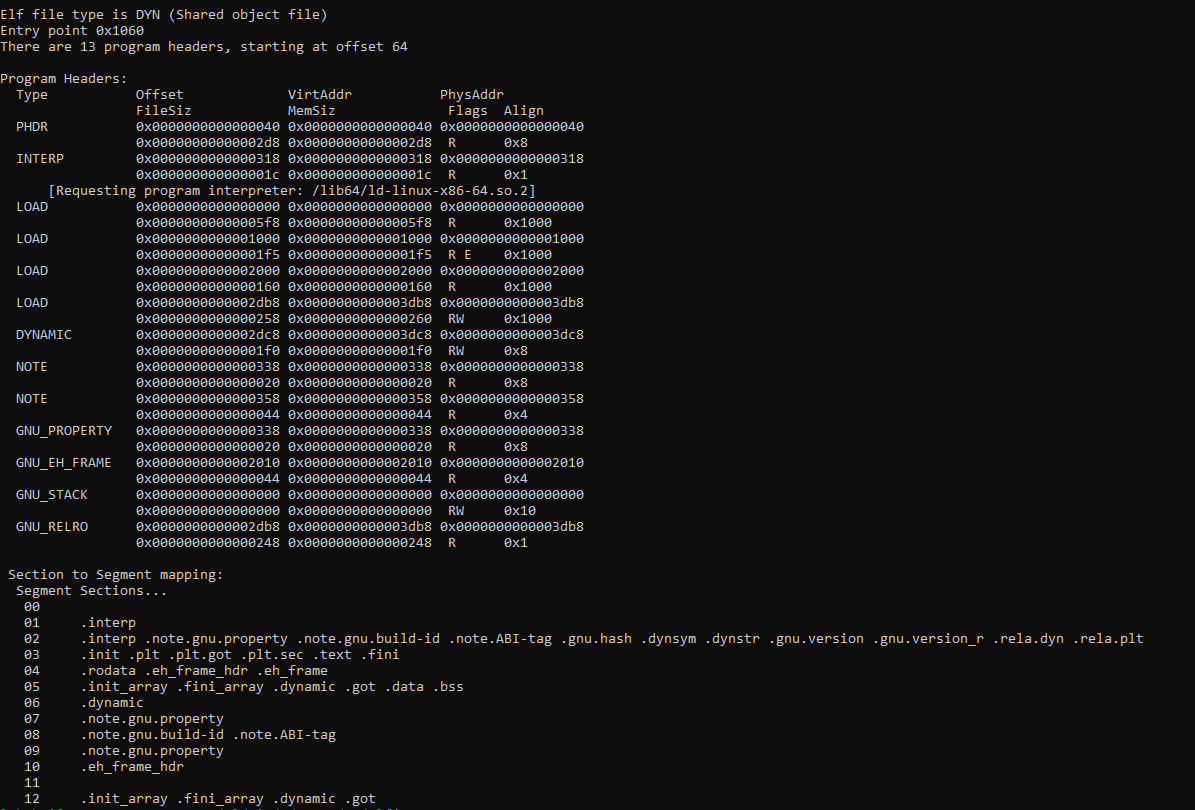 Elf file type is DYN (Shared object file)
Entry point 0x1060
There are 13 program headers, starting at offset 64

Program Headers:
  Type           Offset             VirtAddr           PhysAddr
                 FileSiz            MemSiz              Flags  Align
  PHDR           0x0000000000000040 0x0000000000000040 0x0000000000000040
                 0x00000000000002d8 0x00000000000002d8  R      0x8
  INTERP         0x0000000000000318 0x0000000000000318 0x0000000000000318
                 0x000000000000001c 0x000000000000001c  R      0x1
      [Requesting program interpreter: /lib64/ld-linux-x86-64.so.2]
  LOAD           0x0000000000000000 0x0000000000000000 0x0000000000000000
                 0x00000000000005f8 0x00000000000005f8  R      0x1000
  LOAD           0x0000000000001000 0x0000000000001000 0x0000000000001000
                 0x00000000000001f5 0x00000000000001f5  R E    0x1000
  LOAD           0x0000000000002000 0x0000000000002000 0x0000000000002000
                 0x0000000000000160 0x0000000000000160  R      0x1000
  LOAD           0x0000000000002db8 0x0000000000003db8 0x0000000000003db8
                 0x0000000000000258 0x0000000000000260  RW     0x1000
  DYNAMIC        0x0000000000002dc8 0x0000000000003dc8 0x0000000000003dc8
                 0x00000000000001f0 0x00000000000001f0  RW     0x8
  NOTE           0x0000000000000338 0x0000000000000338 0x0000000000000338
                 0x0000000000000020 0x0000000000000020  R      0x8
  NOTE           0x0000000000000358 0x0000000000000358 0x0000000000000358
                 0x0000000000000044 0x0000000000000044  R      0x4
  GNU_PROPERTY   0x0000000000000338 0x0000000000000338 0x0000000000000338
                 0x0000000000000020 0x0000000000000020  R      0x8
  GNU_EH_FRAME   0x0000000000002010 0x0000000000002010 0x0000000000002010
                 0x0000000000000044 0x0000000000000044  R      0x4
  GNU_STACK      0x0000000000000000 0x0000000000000000 0x0000000000000000
                 0x0000000000000000 0x0000000000000000  RW     0x10
  GNU_RELRO      0x0000000000002db8 0x0000000000003db8 0x0000000000003db8
                 0x0000000000000248 0x0000000000000248  R      0x1

 Section to Segment mapping:
  Segment Sections...
   00
   01     .interp
   02     .interp .note.gnu.property .note.gnu.build-id .note.ABI-tag .gnu.hash .dynsym .dynstr .gnu.version .gnu.version_r .rela.dyn .rela.plt
   03     .init .plt .plt.got .plt.sec .text .fini
   04     .rodata .eh_frame_hdr .eh_frame
   05     .init_array .fini_array .dynamic .got .data .bss
   06     .dynamic
   07     .note.gnu.property
   08     .note.gnu.build-id .note.ABI-tag
   09     .note.gnu.property
   10     .eh_frame_hdr
   11
   12     .init_array .fini_array .dynamic .got